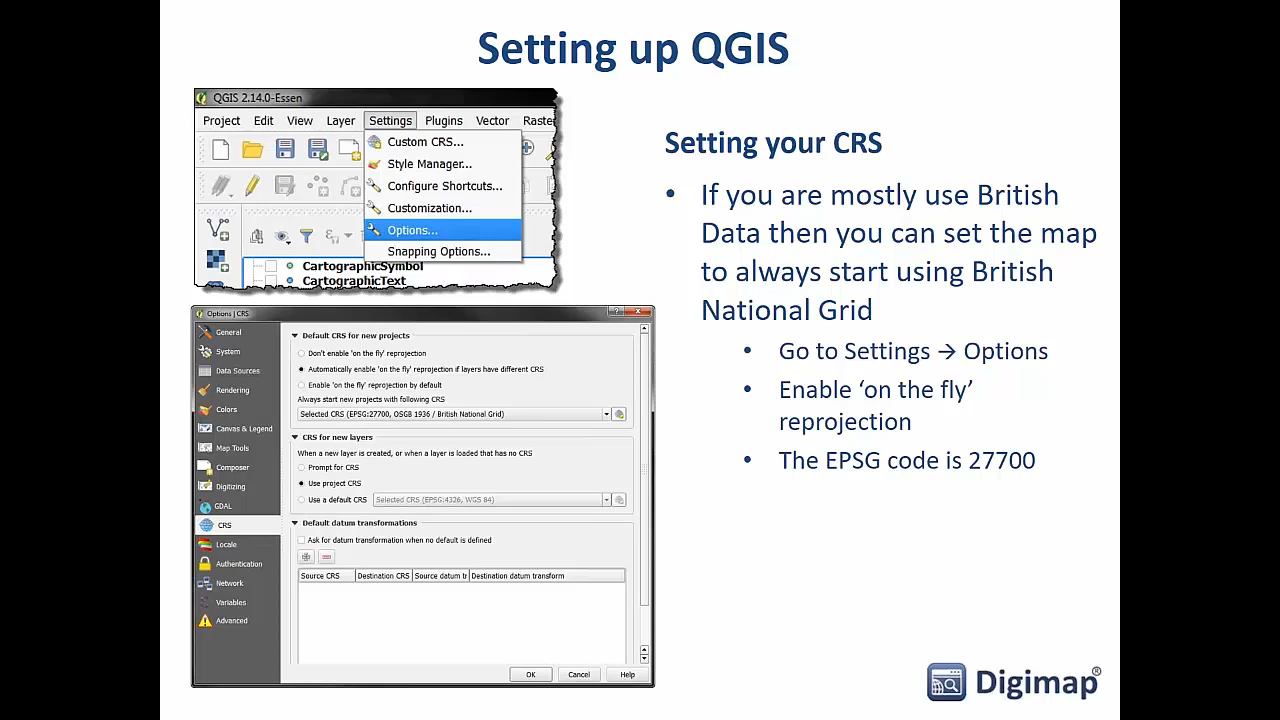 Setting up QGIS
QGIS 2.14.0-Essen
Project Edit View Layer Settings Plugins Vector Raste
Custom CRS...
Style Manager...
Configure Shortcuts...
Customization...
Options...
Snapping Options...
CartographicSymbol
CartographicText
Setting your CRS
• If you are mostly use British
Data then you can set the map
to always start using British
National Grid
• Go to Settings → Options
• Enable ‘on the fly’
reprojection
• The EPSG code is 27700
Options | CRS
General
System
Data Sources
Rendering
Colors
Canvas & Legend
Map Tools
Composer
Digitizing
GDAL
CRS
Locale
Authentication
Network
Variables
Advanced
Default CRS for new projects
Don't enable 'on the fly' reprojection
Automatically enable 'on the fly' reprojection if layers have different CRS
Enable 'on the fly' reprojection by default
Always start new projects with following CRS
Selected CRS (EPSG:27700, OSGB 1936 / British National Grid)
CRS for new layers
When a new layer is created, or when a layer is loaded that has no CRS
Prompt for CRS
Use project CRS
Use a default CRS Selected CRS (EPSG:4326, WGS 84)
Default datum transformations
Ask for datum transformation when no default is defined
Source CRS Destination CRS Source datum tr Destination datum transform
OK Cancel Help
Digimap®